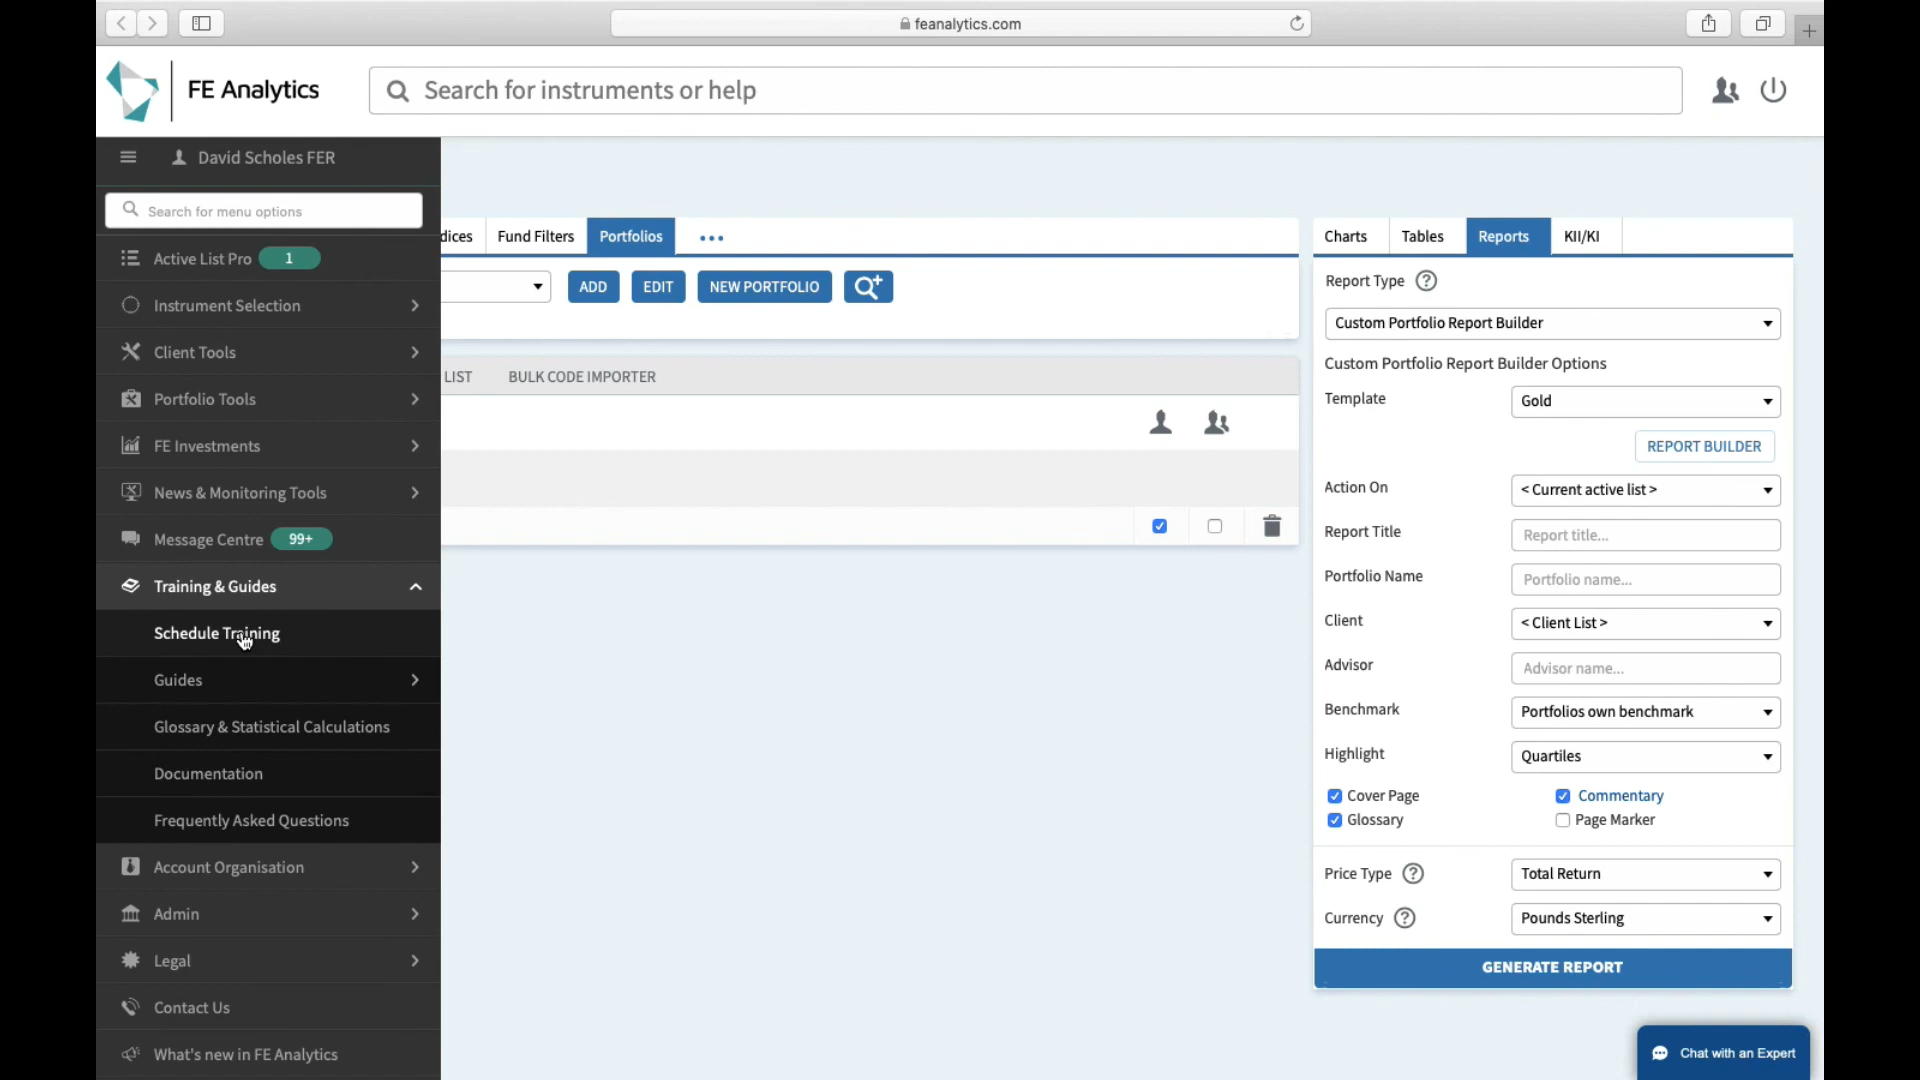 feanalytics.com
FE Analytics
Search for instruments or help
David Scholes FER
Search for menu options
Active List Pro 1
Instrument Selection
Client Tools
Portfolio Tools
FE Investments
News & Monitoring Tools
Message Centre 99+
Training & Guides
Schedule Training
Guides
Glossary & Statistical Calculations
Documentation
Frequently Asked Questions
Account Organisation
Admin
Legal
Contact Us
What's new in FE Analytics
dices Fund Filters Portfolios
ADD EDIT NEW PORTFOLIO
LIST BULK CODE IMPORTER
Charts Tables Reports KII/KI
Report Type ?
Custom Portfolio Report Builder
Custom Portfolio Report Builder Options
Template Gold
REPORT BUILDER
Action On < Current active list >
Report Title Report title...
Portfolio Name Portfolio name...
Client < Client List >
Advisor Advisor name...
Benchmark Portfolios own benchmark
Highlight Quartiles
Cover Page Commentary
Glossary Page Marker
Price Type ? Total Return
Currency ? Pounds Sterling
GENERATE REPORT
Chat with an Expert